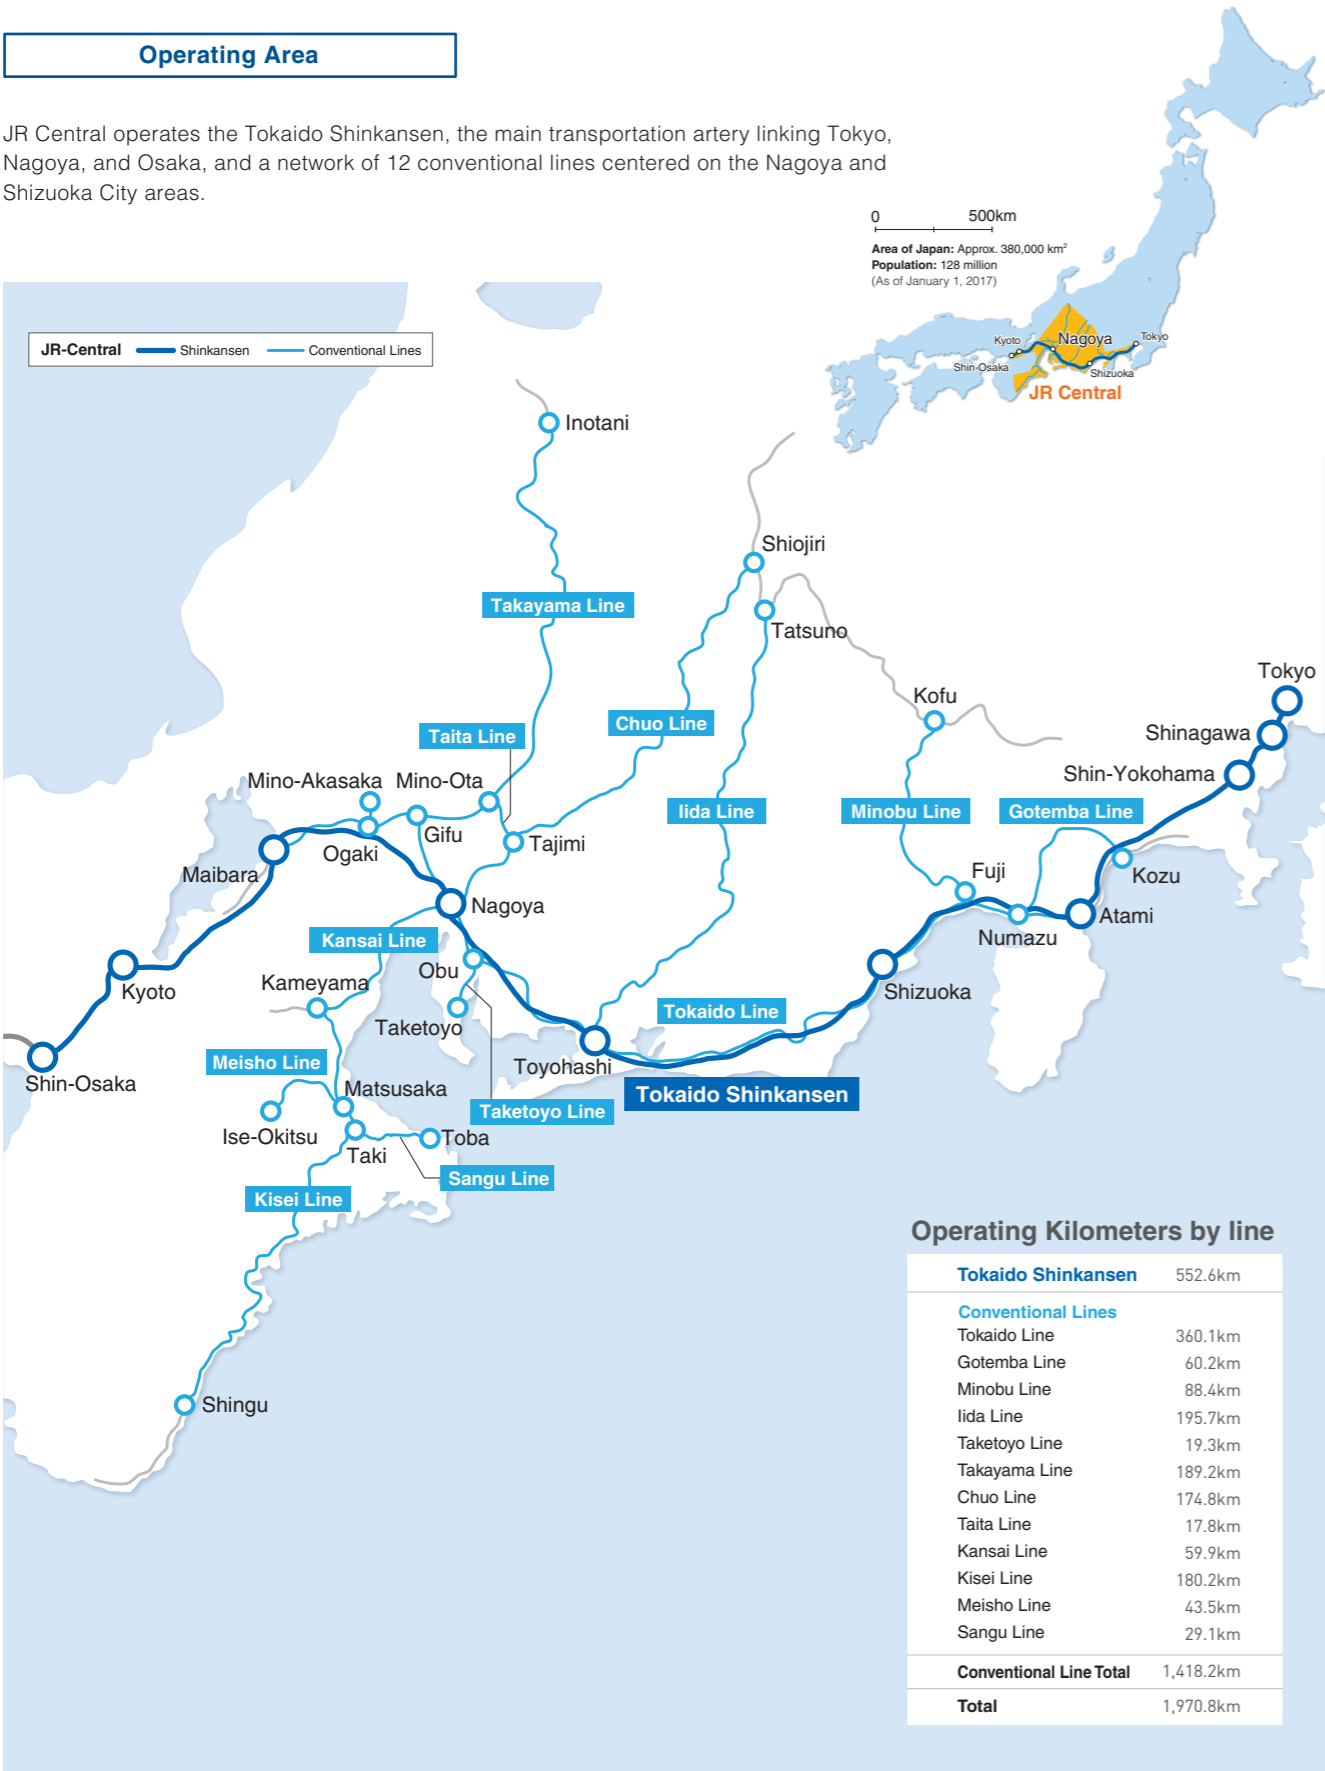 Operating Area
JR Central operates the Tokaido Shinkansen, the main transportation artery linking Tokyo,
Nagoya, and Osaka, and a network of 12 conventional lines centered on the Nagoya and
Shizuoka City areas.
0 500km
Area of Japan: Approx. 380,000 km²
Population: 128 million
(As of January 1, 2017)
Kyoto
Nagoya
Tokyo
Shin-Osaka
Shizuoka
JR Central
JR-Central Shinkansen Conventional Lines
Inotani
Shiojiri
Takayama Line
Tatsuno
Tokyo
Kofu
Chuo Line
Taita Line
Shinagawa
Shin-Yokohama
Mino-Akasaka Mino-Ota
Iida Line
Minobu Line
Gotemba Line
Gifu
Ogaki
Tajimi
Maibara
Fuji
Kozu
Nagoya
Atami
Numazu
Kansai Line
Obu
Kameyama
Kyoto
Shizuoka
Taketoyo
Tokaido Line
Meisho Line
Toyohashi
Shin-Osaka
Matsusaka
Tokaido Shinkansen
Taketoyo Line
Ise-Okitsu
Toba
Taki
Sangu Line
Kisei Line
Shingu
Operating Kilometers by line
Tokaido Shinkansen 552.6km
Conventional Lines
Tokaido Line 360.1km
Gotemba Line 60.2km
Minobu Line 88.4km
Iida Line 195.7km
Taketoyo Line 19.3km
Takayama Line 189.2km
Chuo Line 174.8km
Taita Line 17.8km
Kansai Line 59.9km
Kisei Line 180.2km
Meisho Line 43.5km
Sangu Line 29.1km
Conventional Line Total 1,418.2km
Total 1,970.8km